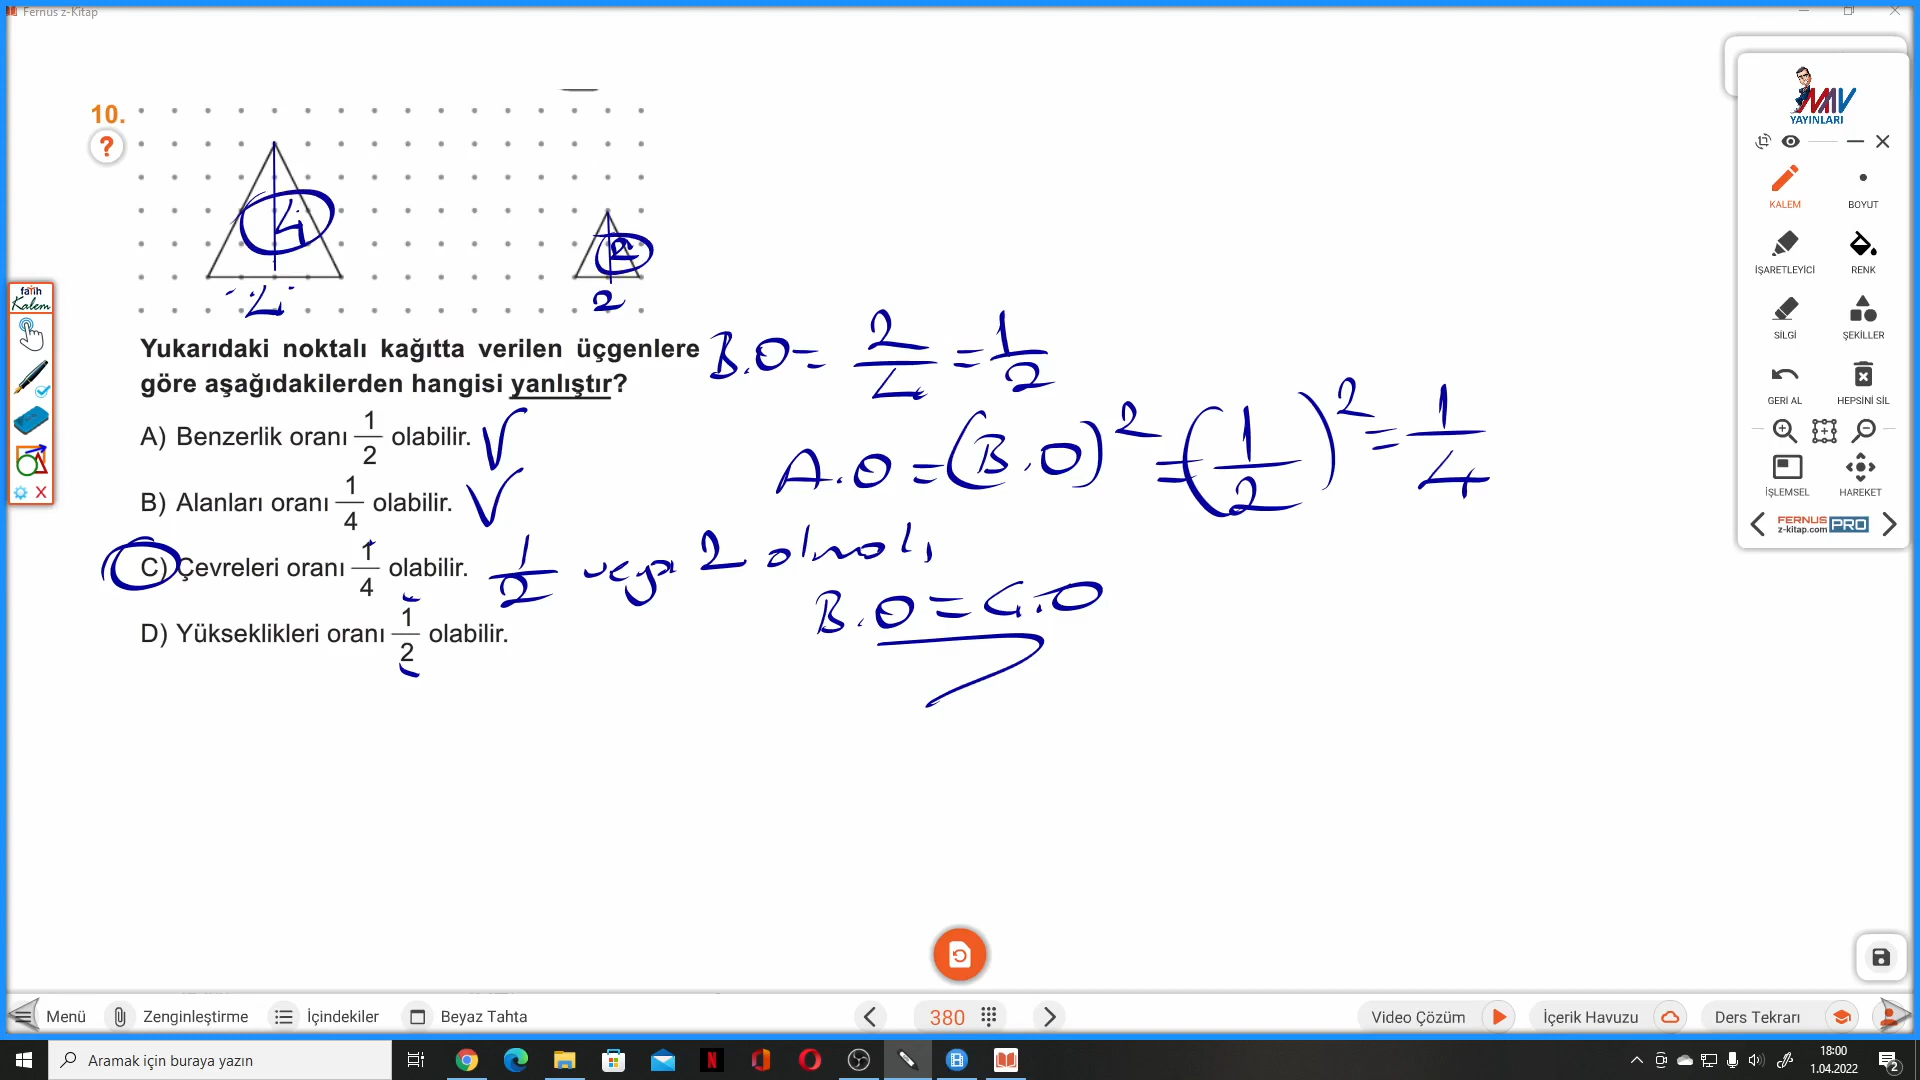 Fernus z-Kitap
10.
?
4
4
2
2
Yukarıdaki noktalı kağıtta verilen üçgenlere
göre aşağıdakilerden hangisi yanlıştır?
B.O = 2/4 = 1/2
A) Benzerlik oranı 1/2 olabilir. √
A.O = (B.O)² = (1/2)² = 1/4
B) Alanları oranı 1/4 olabilir. √
C) Çevreleri oranı 1/4 olabilir. 1/2 veya 2 olmalı
B.O = Ç.O
D) Yükseklikleri oranı 1/2 olabilir.
fatih
Kalem
X
MAV
YAYINLARI
KALEM
BOYUT
İŞARETLEYİCİ
RENK
SİLGİ
ŞEKİLLER
GERİ AL
HEPSİNİ SİL
İŞLEMSEL
HAREKET
FERNUS
z-kitap.com
PRO
Menü
Zenginleştirme
İçindekiler
Beyaz Tahta
380
Video Çözüm
İçerik Havuzu
Ders Tekrarı
Aramak için buraya yazın
18:00
1.04.2022
2